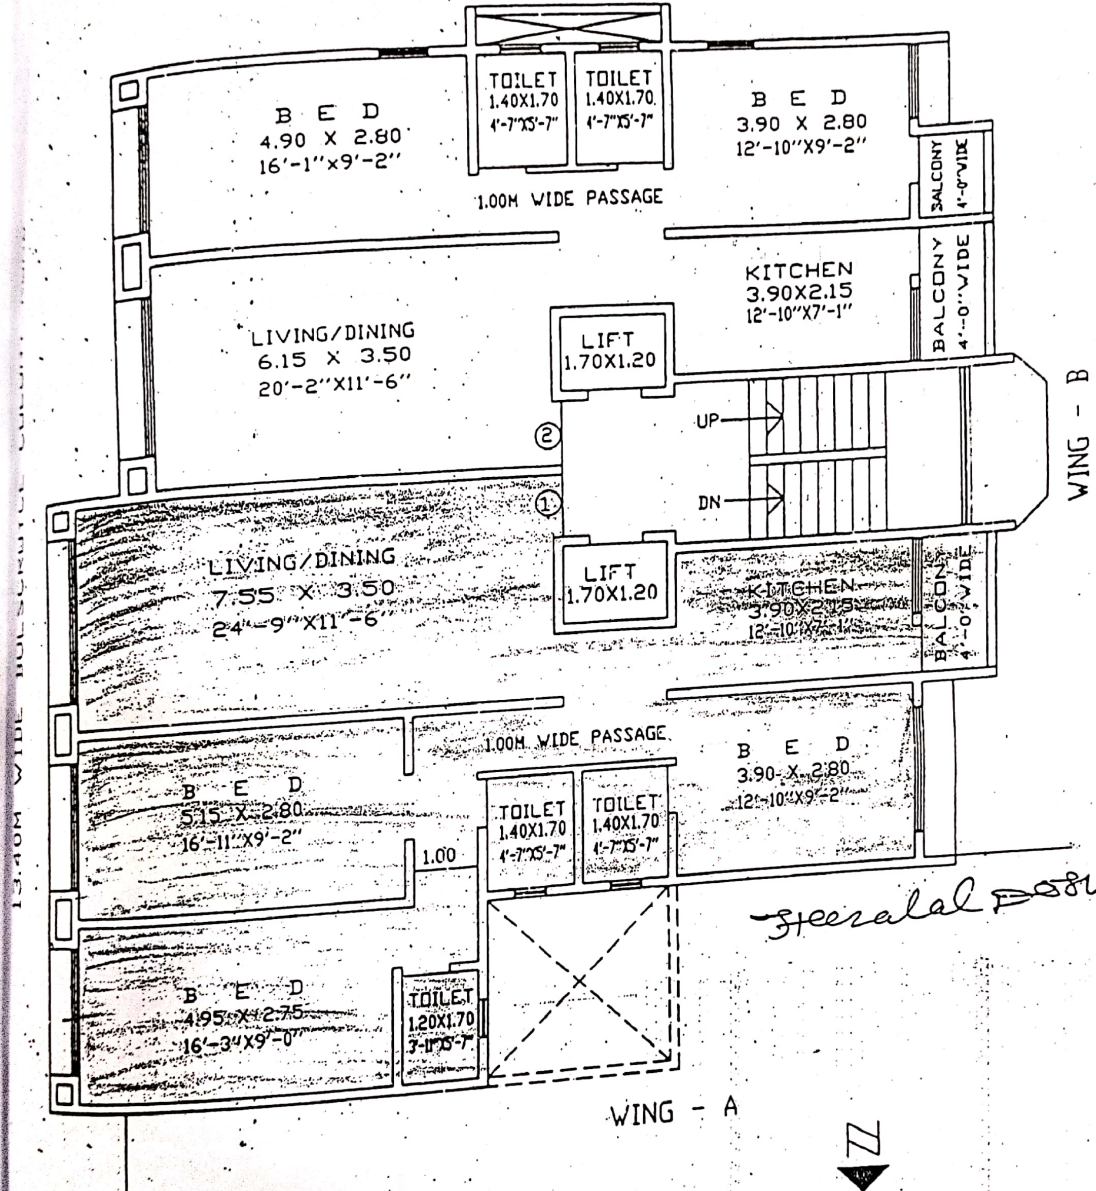 TOILET
1.40X1.70
4'-7"X5'-7"
TOILET
1.40X1.70
4'-7"X5'-7"
B E D
4.90 X 2.80
16'-1"x9'-2"
B E D
3.90 X 2.80
12'-10"X9'-2"
BALCONY
4'-0"WIDE
1.00M WIDE PASSAGE
KITCHEN
3.90X2.15
12'-10"X7'-1"
BALCONY
4'-0"WIDE
LIVING/DINING
6.15 X 3.50
20'-2"X11'-6"
LIFT
1.70X1.20
UP
2
WING - B
1
DN
LIVING/DINING
7.55 X 3.50
24'-9"X11'-6"
LIFT
1.70X1.20
KITCHEN
3.90X2.15
12'-10"X7'-1"
BALCON
4'-0"WIDE
1.00M WIDE PASSAGE
B E D
3.90 X 2.80
12'-10"X9'-2"
B E D
5.15 X 2.80
16'-11"X9'-2"
TOILET
1.40X1.70
4'-7"X5'-7"
TOILET
1.40X1.70
4'-7"X5'-7"
1.00
B E D
4.95 X 2.75
16'-3"X9'-0"
TOILET
1.20X1.70
3'-11"X5'-7"
WING - A
N
13.40M WIDE